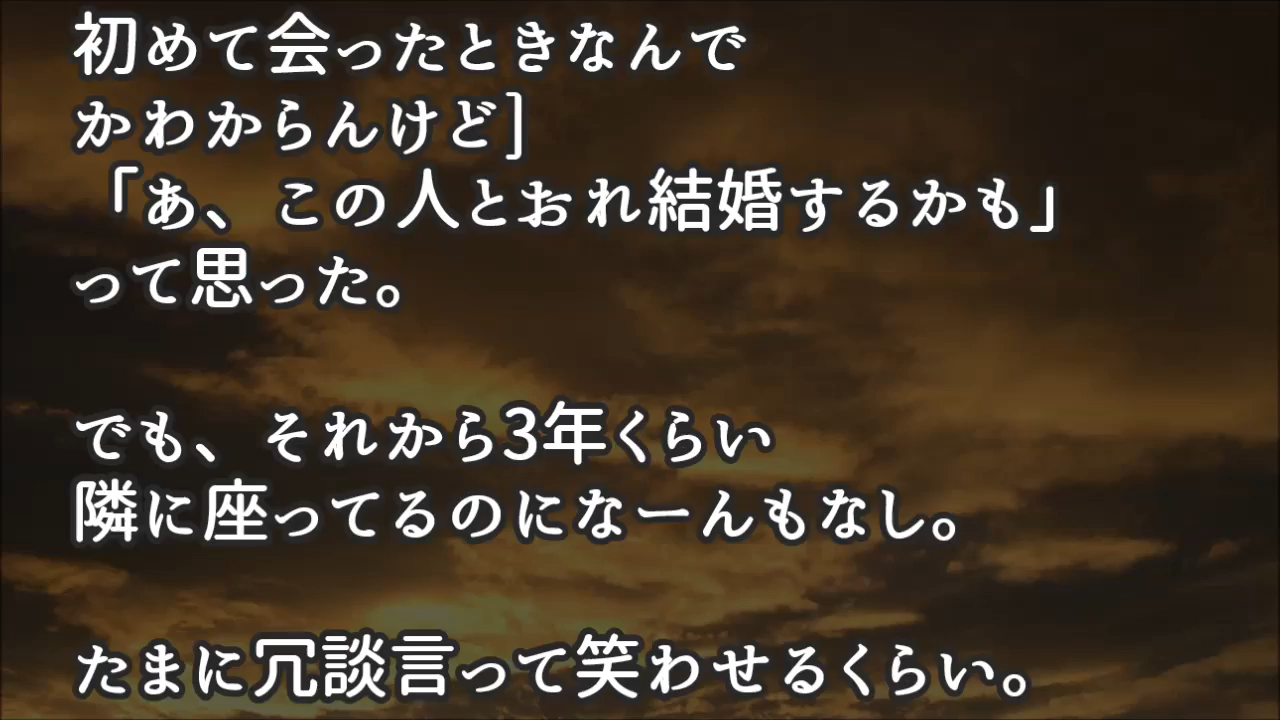 初めて会ったときなんで
かわからんけど]
「あ、この人とおれ結婚するかも」
って思った。
でも、それから3年くらい
隣に座ってるのになーんもなし。
たまに冗談言って笑わせるくらい。